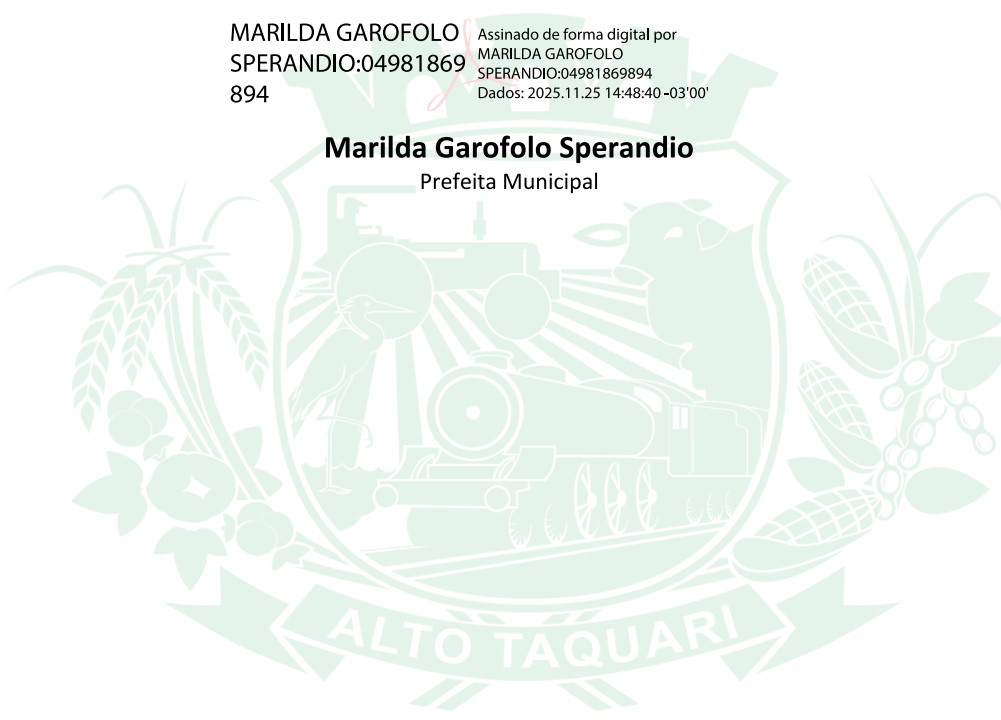 MARILDA GAROFOLO
SPERANDIO:04981869
894
Assinado de forma digital por
MARILDA GAROFOLO
SPERANDIO:04981869894
Dados: 2025.11.25 14:48:40 -03'00'
Marilda Garofolo Sperandio
Prefeita Municipal
ALTO TAQUARI